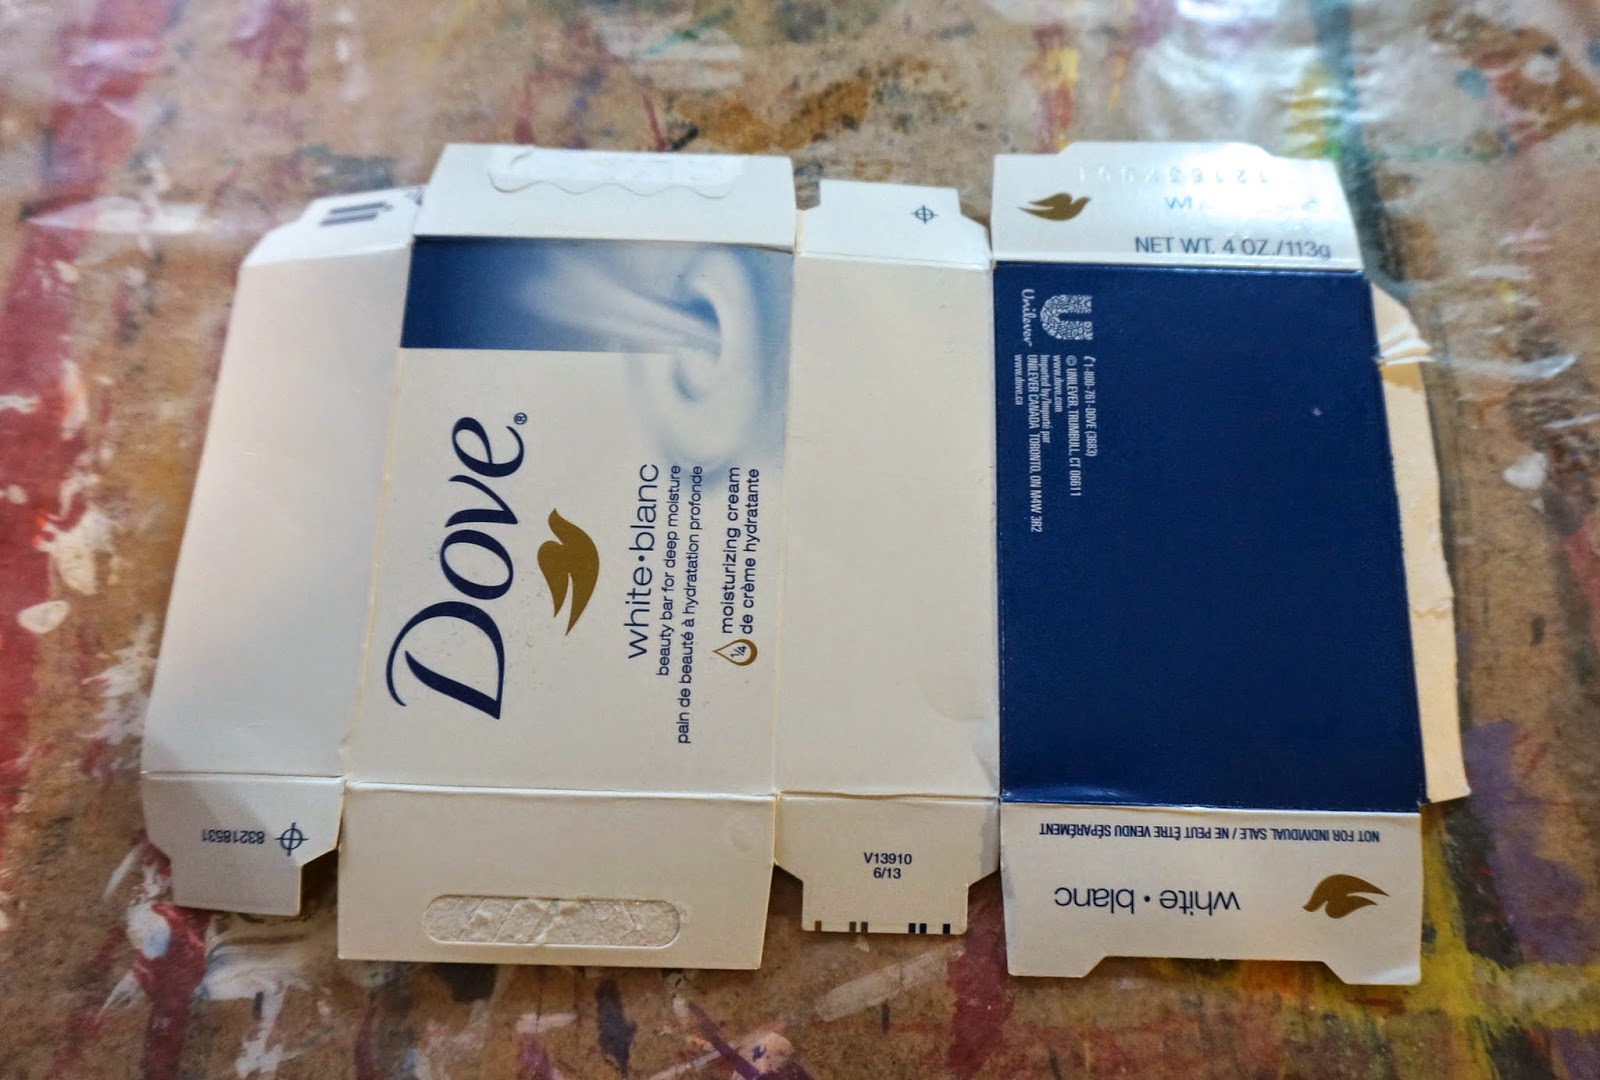 Dove®
white•blanc
beauty bar for deep moisture
pain de beauté à hydratation profonde
1/4 moisturizing cream
de crème hydratante
83218531
V13910
6/13
NET WT. 4 OZ./113g
Unilever
1-800-761-DOVE (3683)
© UNILEVER, TRUMBULL, CT 06611
www.dove.com
Imported by/Importé par
UNILEVER CANADA TORONTO, ON M4W 3R2
www.dove.ca
NOT FOR INDIVIDUAL SALE / NE PEUT ÊTRE VENDU SÉPARÉMENT
white • blanc